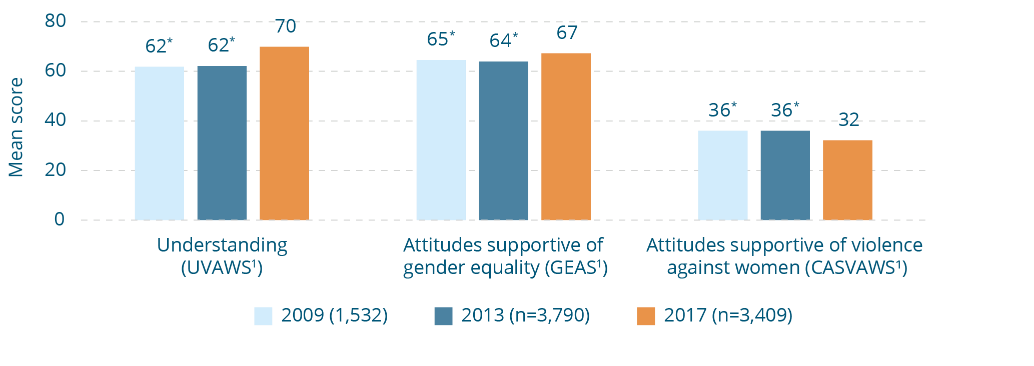 80
60
40
20
0
Mean score
62*
62*
70
65*
64*
67
36*
36*
32
Understanding
(UVAWS¹)
Attitudes supportive of
gender equality (GEAS¹)
Attitudes supportive of violence
against women (CASVAWS¹)
2009 (1,532)
2013 (n=3,790)
2017 (n=3,409)